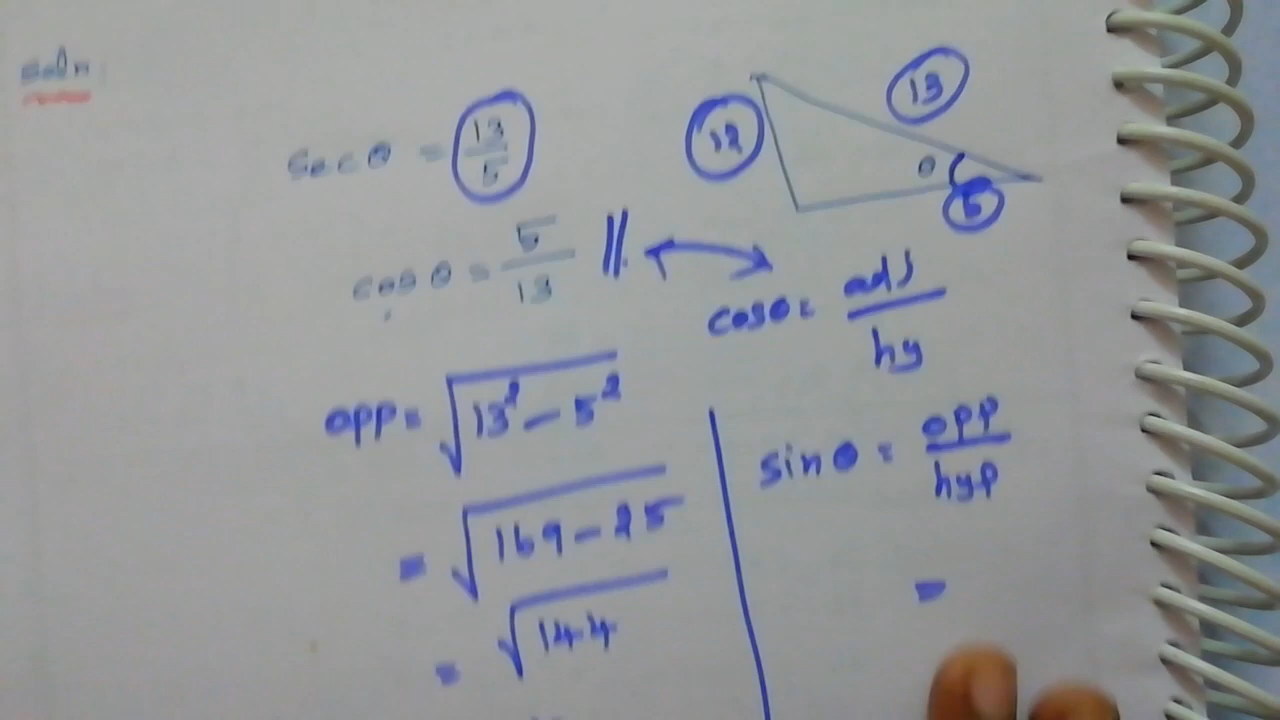 Soln
sec θ = 13/5
12
13
θ
5
cos θ = 5/13 //
cos θ = adj/hy
opp = √13² - 5²
= √169 - 25
= √144
sin θ = opp/hyp
=